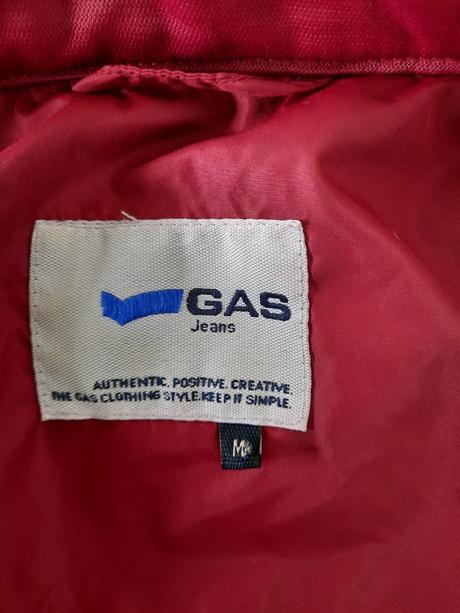 GAS
Jeans
AUTHENTIC. POSITIVE. CREATIVE.
THE GAS CLOTHING STYLE. KEEP IT SIMPLE.
M